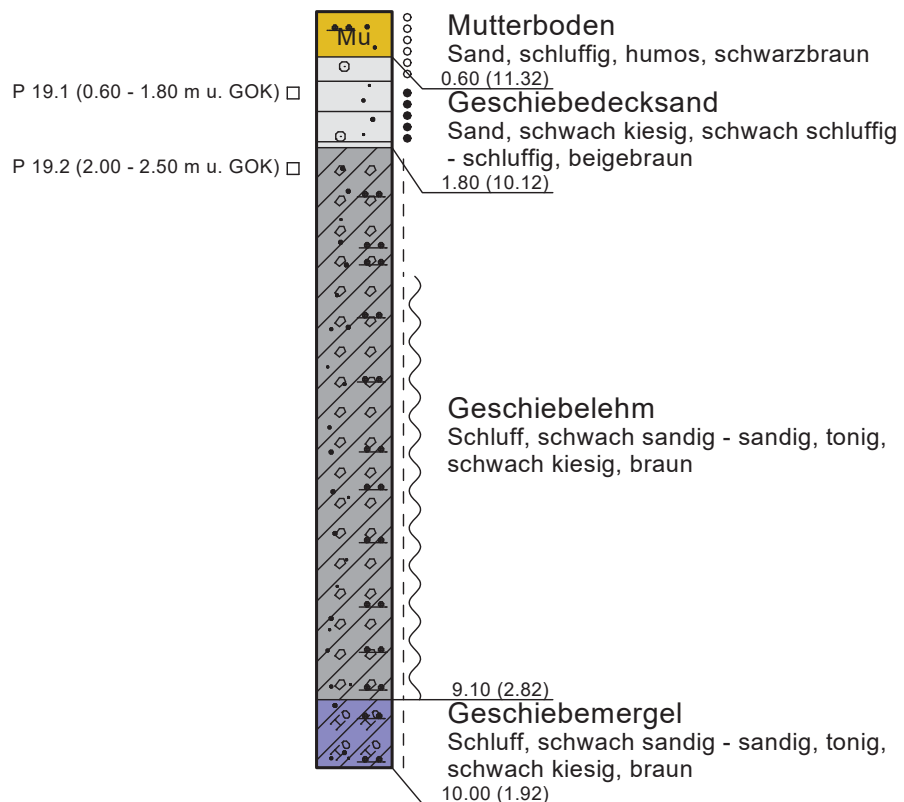 Mu
Mutterboden
Sand, schluffig, humos, schwarzbraun
0.60 (11.32)
P 19.1 (0.60 - 1.80 m u. GOK)
Geschiebedecksand
Sand, schwach kiesig, schwach schluffig
- schluffig, beigebraun
P 19.2 (2.00 - 2.50 m u. GOK)
1.80 (10.12)
Geschiebelehm
Schluff, schwach sandig - sandig, tonig,
schwach kiesig, braun
9.10 (2.82)
Geschiebemergel
Schluff, schwach sandig - sandig, tonig,
schwach kiesig, braun
10.00 (1.92)